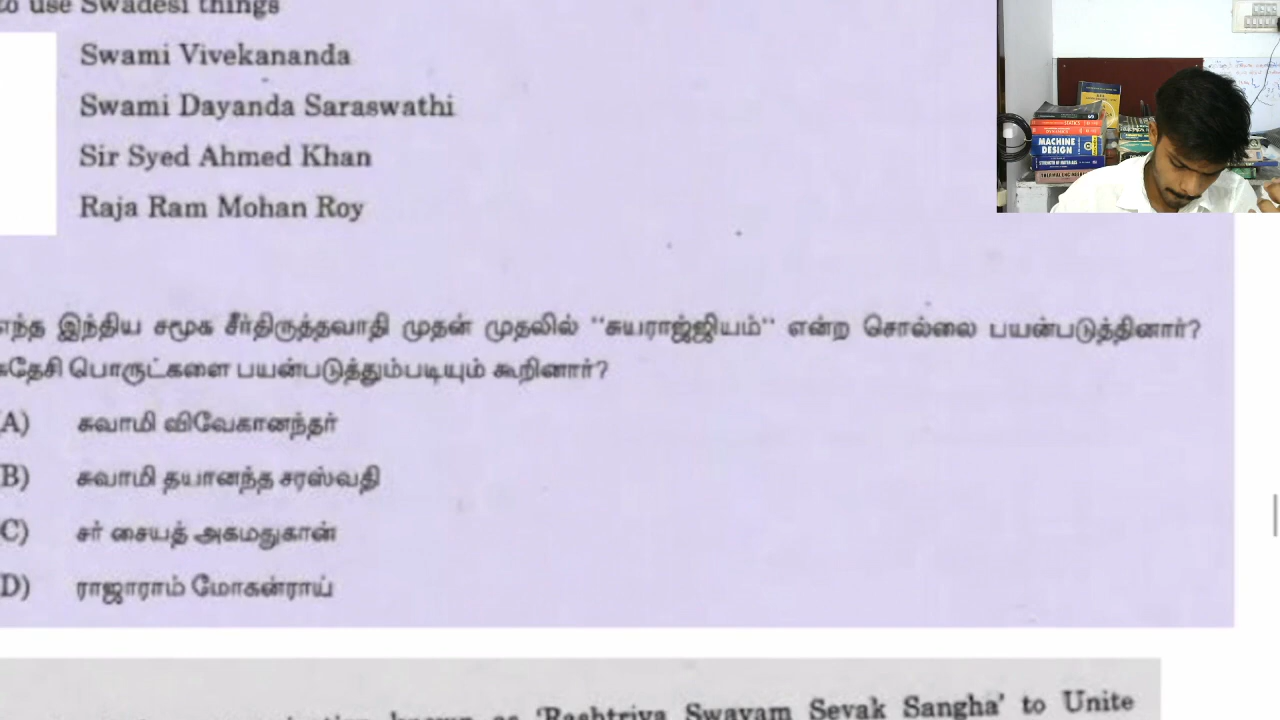 to use Swadesi things
Swami Vivekananda
Swami Dayanda Saraswathi
Sir Syed Ahmed Khan
Raja Ram Mohan Roy
எந்த இந்திய சமூக சீர்திருத்தவாதி முதன் முதலில் "சுயராஜ்ஜியம்" என்ற சொல்லை பயன்படுத்தினார்?
சுதேசி பொருட்களை பயன்படுத்தும்படியும் கூறினார்?
A) சுவாமி விவேகானந்தர்
B) சுவாமி தயானந்த சரஸ்வதி
C) சர் சையத் அகமதுகான்
D) ராஜாராம் மோகன்ராய்
known as 'Rashtriya Swayam Sevak Sangha' to Unite
MACHINE
DESIGN